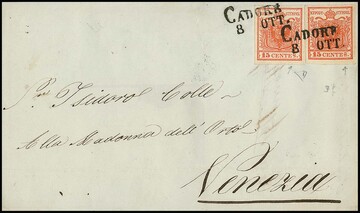 CADORE
8 OTT.
CADORE
8 OTT.
15 CENTES.
15 CENTES.
Isidoro Colle
Alla Madonna dell' Orto
Venezia